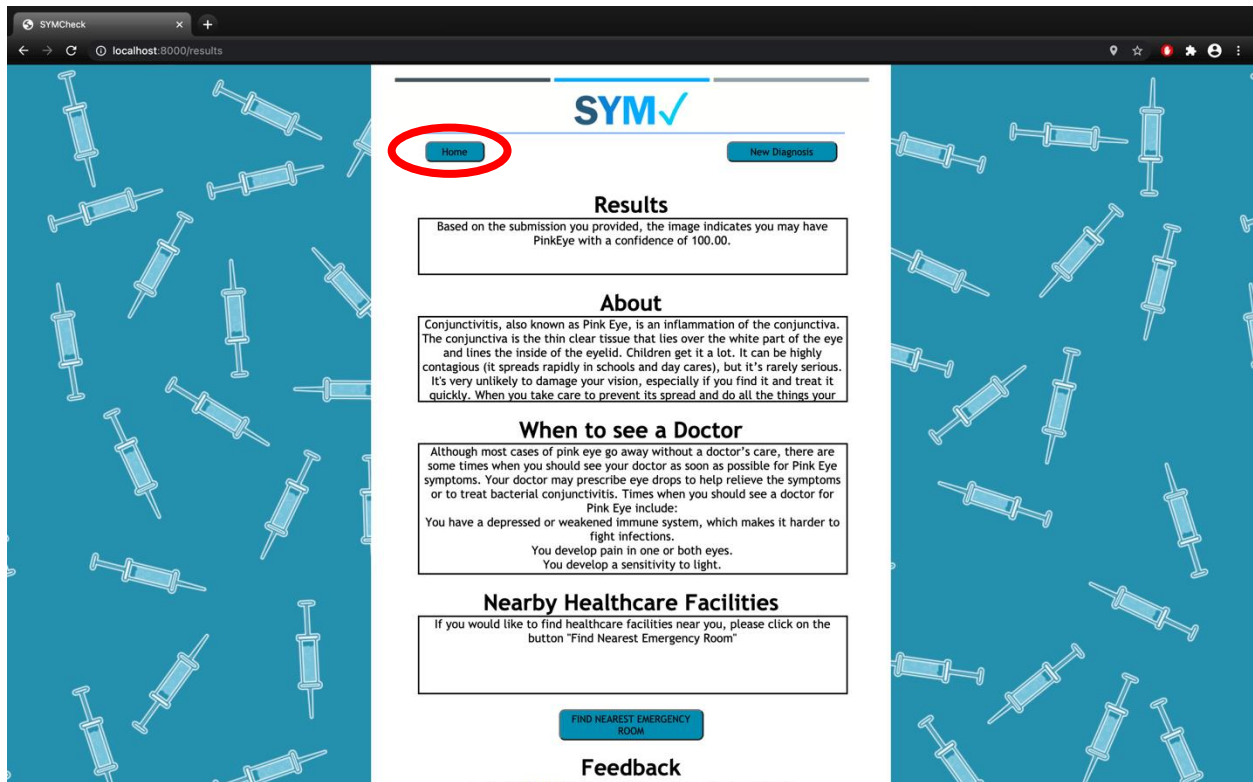 SYMCheck
localhost:8000/results
SYM✓
Home
New Diagnosis
Results
Based on the submission you provided, the image indicates you may have
PinkEye with a confidence of 100.00.
About
Conjunctivitis, also known as Pink Eye, is an inflammation of the conjunctiva.
The conjunctiva is the thin clear tissue that lies over the white part of the eye
and lines the inside of the eyelid. Children get it a lot. It can be highly
contagious (it spreads rapidly in schools and day cares), but it’s rarely serious.
It's very unlikely to damage your vision, especially if you find it and treat it
quickly. When you take care to prevent its spread and do all the things your
When to see a Doctor
Although most cases of pink eye go away without a doctor’s care, there are
some times when you should see your doctor as soon as possible for Pink Eye
symptoms. Your doctor may prescribe eye drops to help relieve the symptoms
or to treat bacterial conjunctivitis. Times when you should see a doctor for
Pink Eye include:
You have a depressed or weakened immune system, which makes it harder to
fight infections.
You develop pain in one or both eyes.
You develop a sensitivity to light.
Nearby Healthcare Facilities
If you would like to find healthcare facilities near you, please click on the
button "Find Nearest Emergency Room"
FIND NEAREST EMERGENCY
ROOM
Feedback